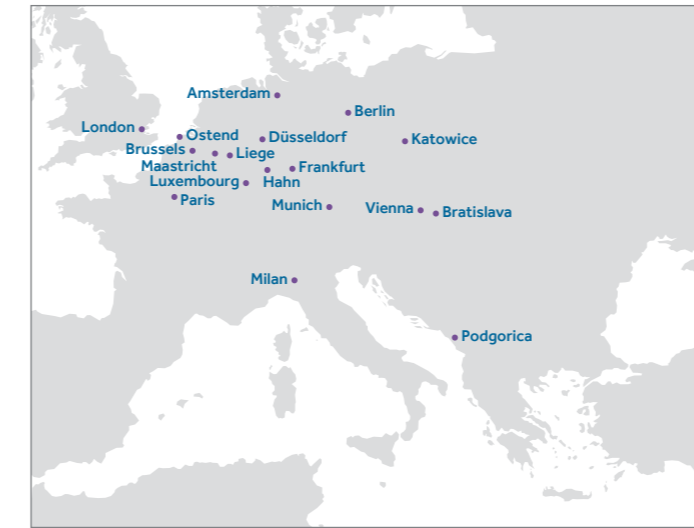 Amsterdam
Berlin
London
Ostend
Düsseldorf
Katowice
Brussels
Liege
Maastricht
Frankfurt
Luxembourg
Hahn
Paris
Munich
Vienna
Bratislava
Milan
Podgorica